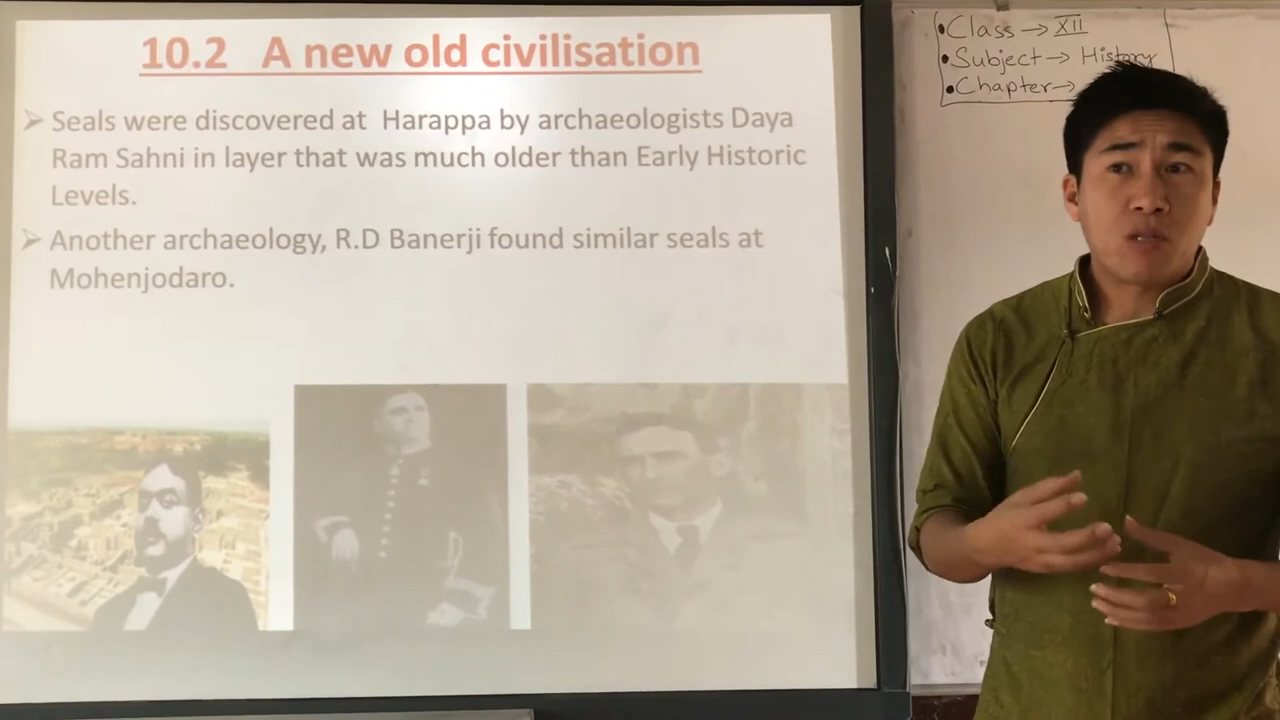 10.2 A new old civilisation
➢ Seals were discovered at Harappa by archaeologists Daya
Ram Sahni in layer that was much older than Early Historic
Levels.
➢ Another archaeology, R.D Banerji found similar seals at
Mohenjodaro.
•Class → XII
•Subject → History
•Chapter →